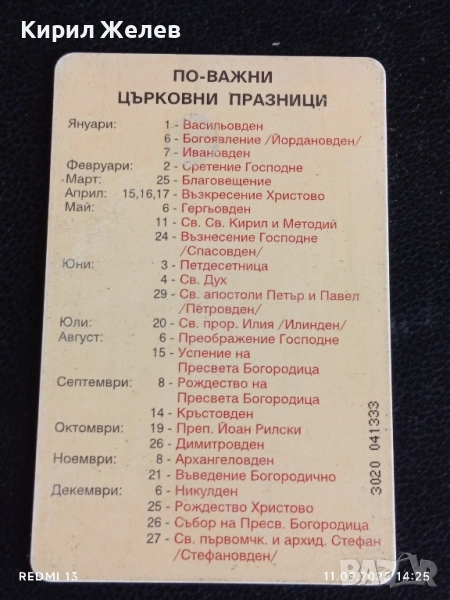 Кирил Желев
ПО-ВАЖНИ
ЦЪРКОВНИ ПРАЗНИЦИ
Януари: 1 - Васильовден
6 - Богоявление /Йордановден/
7 - Ивановден
Февруари: 2 - Сретение Господне
Март: 25 - Благовещение
Април: 15,16,17 - Възкресение Христово
Май: 6 - Гергьовден
11 - Св. Св. Кирил и Методий
24 - Възнесение Господне
/Спасовден/
Юни: 3 - Петдесетница
4 - Св. Дух
29 - Св. апостоли Петър и Павел
/Петровден/
Юли: 20 - Св. прор. Илия /Илинден/
Август: 6 - Преображение Господне
15 - Успение на
Пресвета Богородица
Септември: 8 - Рождество на
Пресвета Богородица
14 - Кръстовден
Октомври: 19 - Преп. Йоан Рилски
26 - Димитровден
Ноември: 8 - Архангеловден
21 - Въведение Богородично
Декември: 6 - Никулден
25 - Рождество Христово
26 - Събор на Пресв. Богородица
27 - Св. първомчк. и архид. Стефан
/Стефановден/
3020 041333
REDMI 13
14:25
bazar